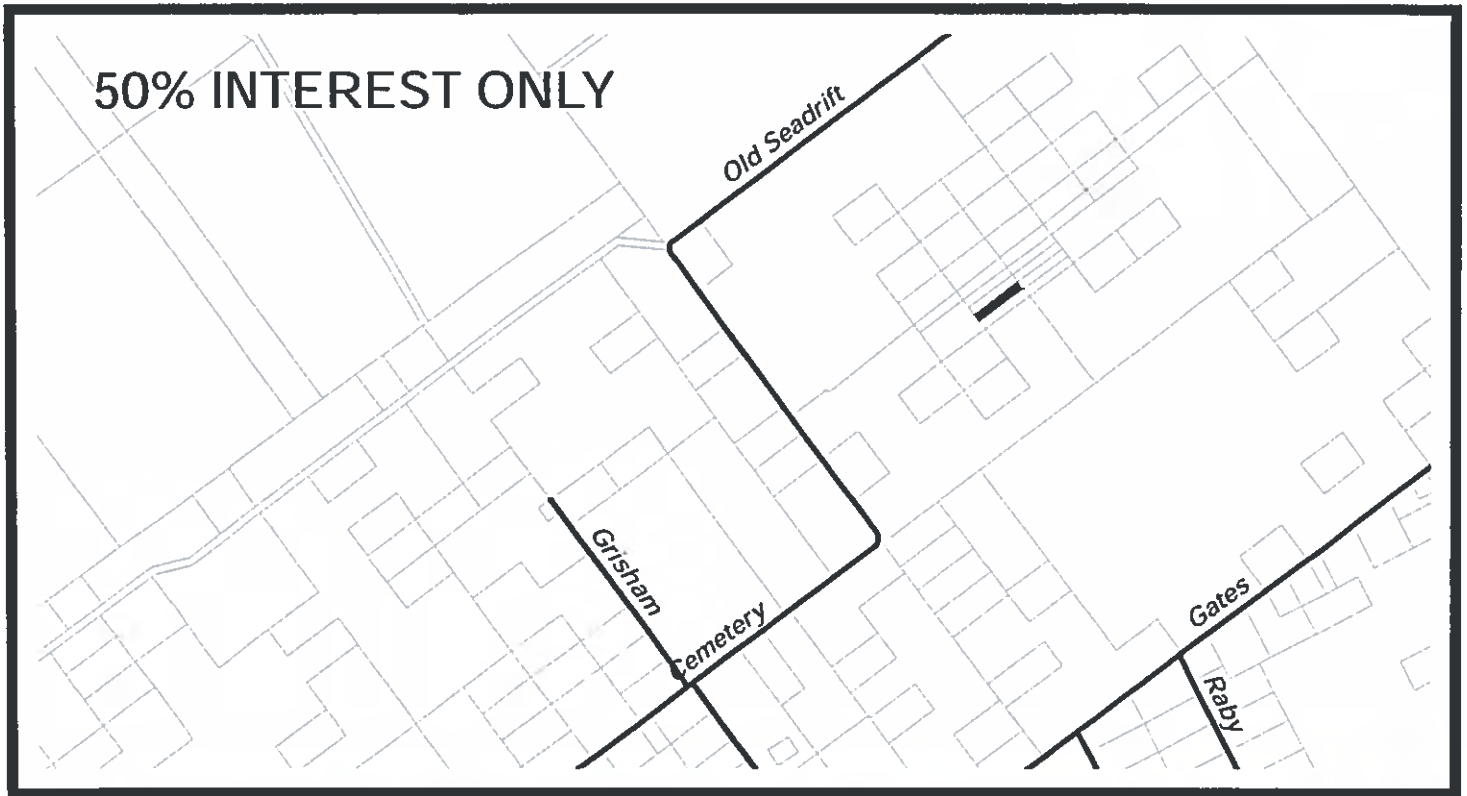 50% INTEREST ONLY
Old Seadrift
Grisham
Cemetery
Gates
Raby